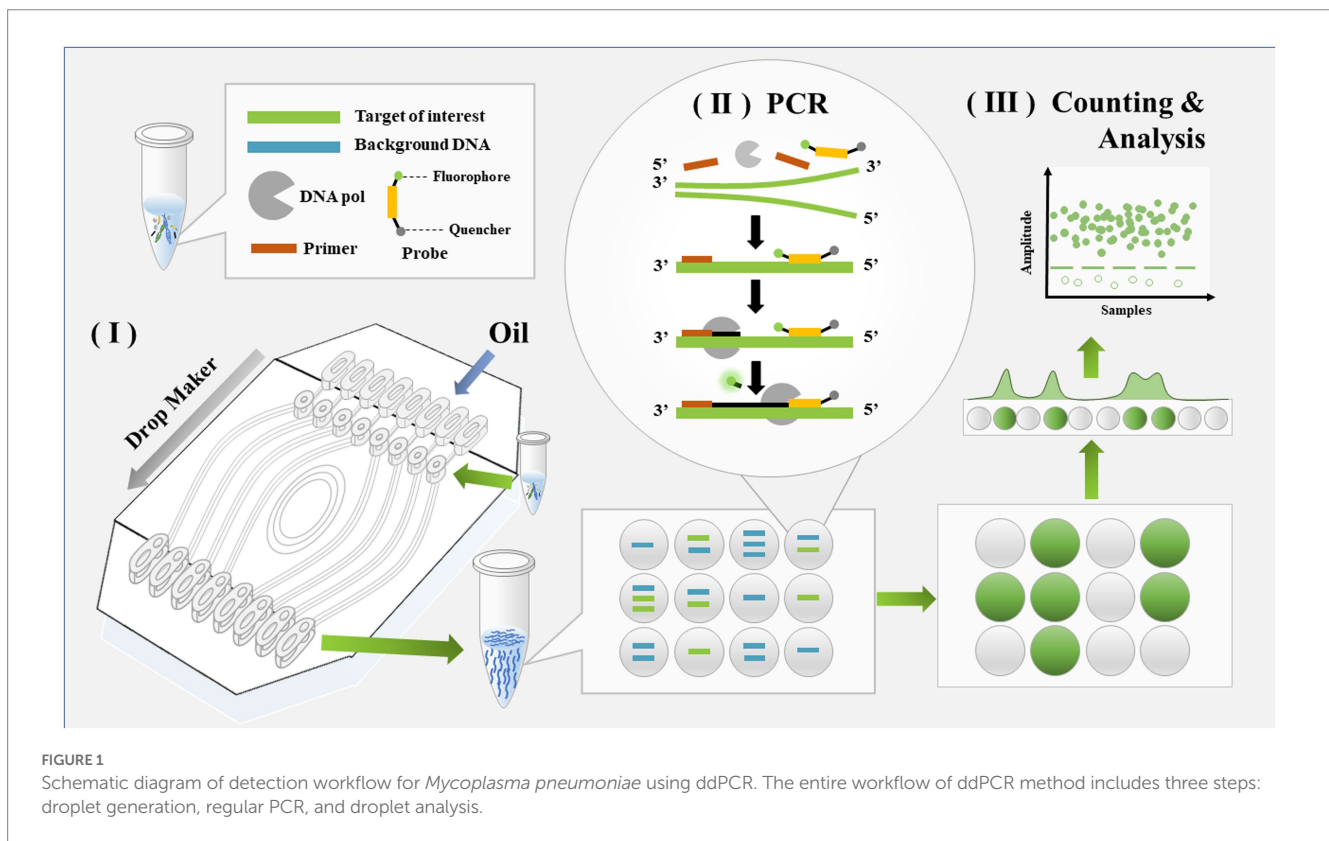 Target of interest
Background DNA
DNA pol
Fluorophore
Quencher
Probe
Primer
( I )
Oil
Drop Maker
( II ) PCR
5’
3’
3’
5’
3’
5’
3’
5’
3’
5’
( III ) Counting &
Analysis
Amplitude
Samples
FIGURE 1
Schematic diagram of detection workflow for Mycoplasma pneumoniae using ddPCR. The entire workflow of ddPCR method includes three steps:
droplet generation, regular PCR, and droplet analysis.